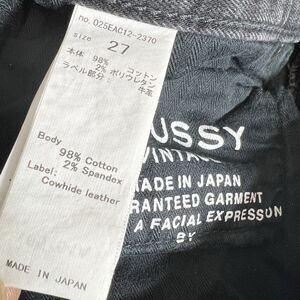 no. 025EAC12-2370
size 27
本体 98% コットン
2% ポリウレタン
ラベル部分: 牛革
Body
98% Cotton
2% Spandex
Label:
Cowhide leather
MADE IN JAPAN
USSY
VINTAGE
MADE IN JAPAN
RANTEED GARMENT
A FACIAL EXPRESSON
BY